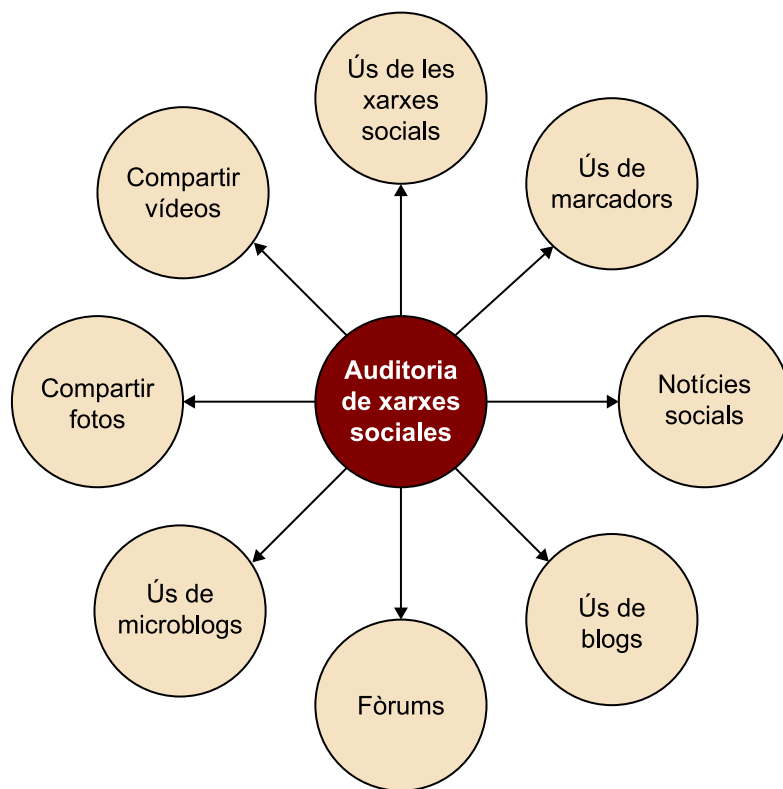 Ús de les
xarxes
socials
Compartir
vídeos
Ús de
marcadors
Auditoria
de xarxes
sociales
Compartir
fotos
Notícies
socials
Ús de
microblogs
Ús de
blogs
Fòrums